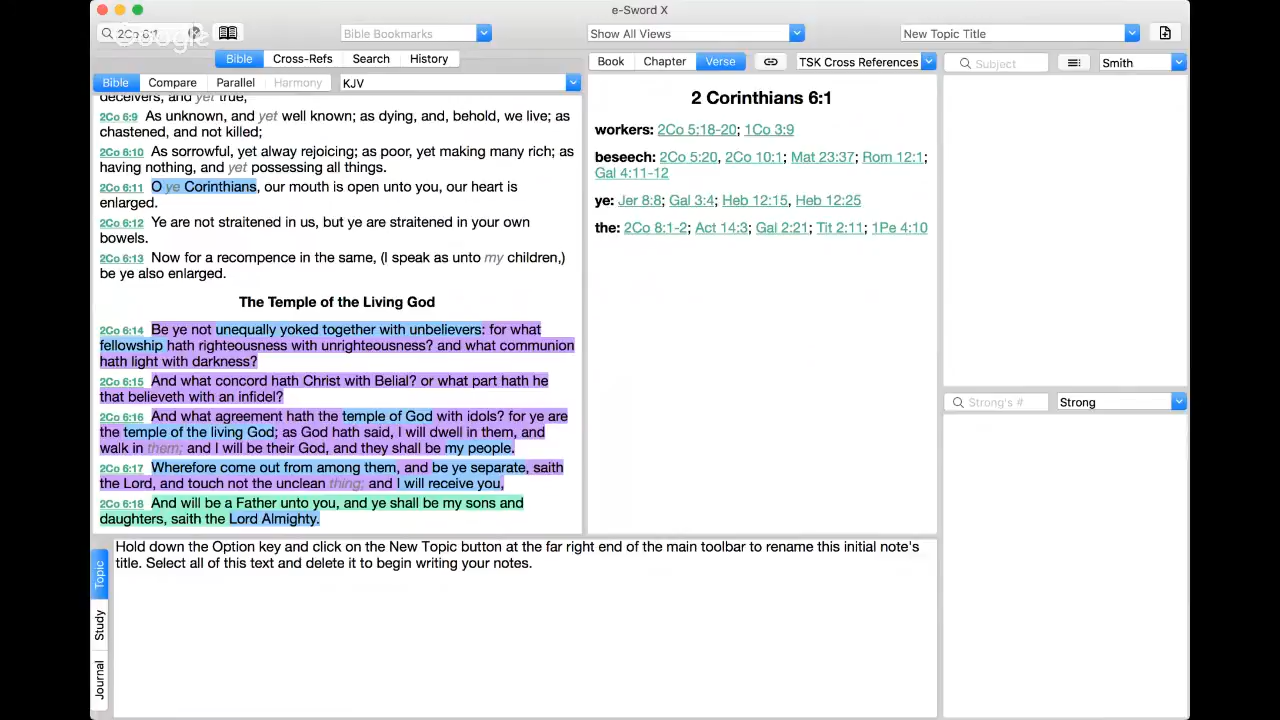 e-Sword X
2Co 6:1
Google
Bible Bookmarks
Show All Views
New Topic Title
Bible
Cross-Refs
Search
History
Book
Chapter
Verse
TSK Cross References
Subject
Smith
Bible
Compare
Parallel
Harmony
KJV
deceivers, and yet true;
2Co 6:9 As unknown, and yet well known; as dying, and, behold, we live; as
chastened, and not killed;
2Co 6:10 As sorrowful, yet alway rejoicing; as poor, yet making many rich; as
having nothing, and yet possessing all things.
2Co 6:11 O ye Corinthians, our mouth is open unto you, our heart is
enlarged.
2Co 6:12 Ye are not straitened in us, but ye are straitened in your own
bowels.
2Co 6:13 Now for a recompence in the same, (I speak as unto my children,)
be ye also enlarged.
The Temple of the Living God
2Co 6:14 Be ye not unequally yoked together with unbelievers: for what
fellowship hath righteousness with unrighteousness? and what communion
hath light with darkness?
2Co 6:15 And what concord hath Christ with Belial? or what part hath he
that believeth with an infidel?
2Co 6:16 And what agreement hath the temple of God with idols? for ye are
the temple of the living God; as God hath said, I will dwell in them, and
walk in them; and I will be their God, and they shall be my people.
2Co 6:17 Wherefore come out from among them, and be ye separate, saith
the Lord, and touch not the unclean thing; and I will receive you,
2Co 6:18 And will be a Father unto you, and ye shall be my sons and
daughters, saith the Lord Almighty.
2 Corinthians 6:1
workers: 2Co 5:18-20; 1Co 3:9
beseech: 2Co 5:20, 2Co 10:1; Mat 23:37; Rom 12:1;
Gal 4:11-12
ye: Jer 8:8; Gal 3:4; Heb 12:15, Heb 12:25
the: 2Co 8:1-2; Act 14:3; Gal 2:21; Tit 2:11; 1Pe 4:10
Strong's #
Strong
Topic
Study
Journal
Hold down the Option key and click on the New Topic button at the far right end of the main toolbar to rename this initial note's
title. Select all of this text and delete it to begin writing your notes.